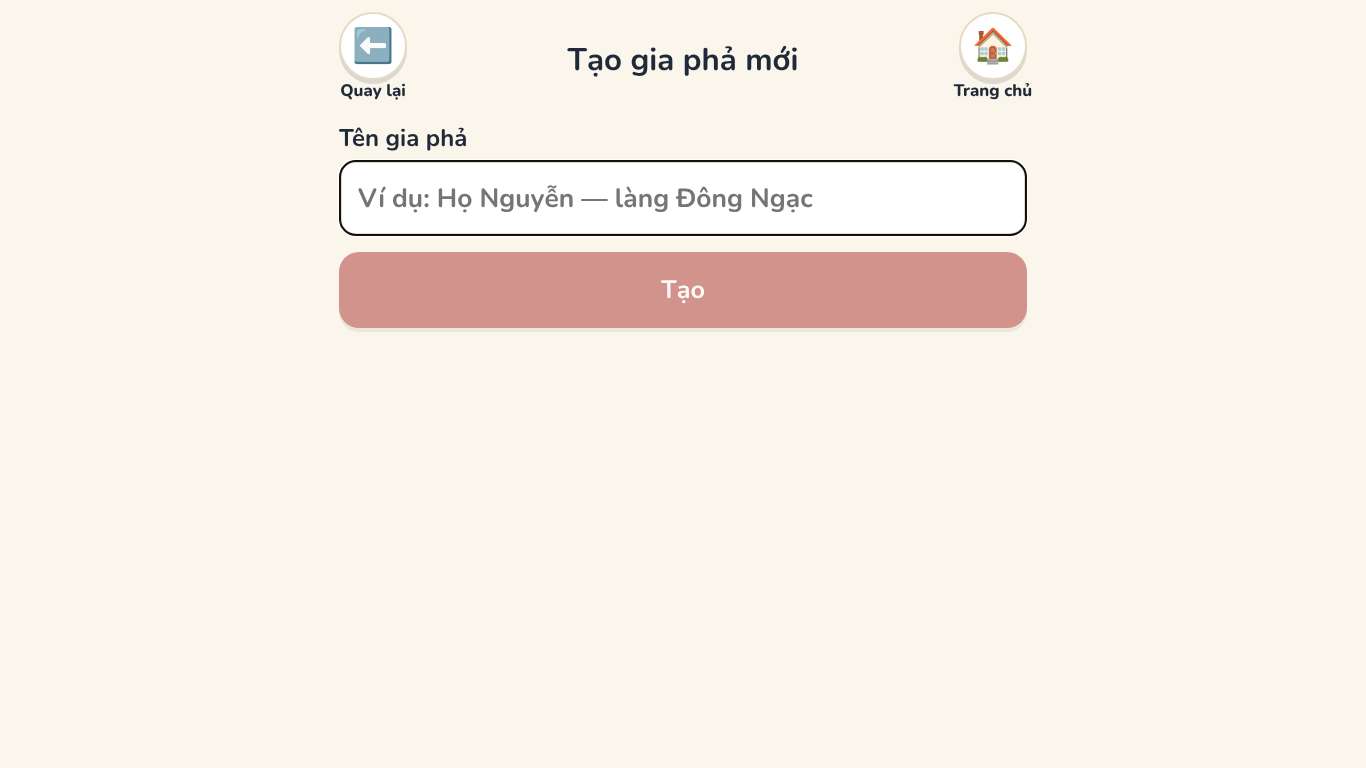 Tạo gia phả mới
Quay lại
Trang chủ
Tên gia phả
Ví dụ: Họ Nguyễn — làng Đông Ngạc
Tạo